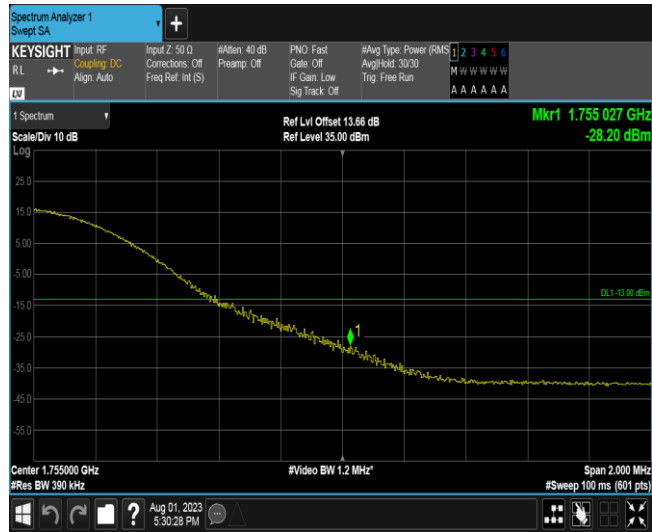 Spectrum Analyzer 1
Swept SA
+
KEYSIGHT Input: RF Input Z: 50 Ω #Atten: 40 dB PNO: Fast #Avg Type: Power (RMS 1 2 3 4 5 6
RL Coupling: DC Corrections: Off Preamp: Off Gate: Off Avg|Hold: 30/30 M W W W W W
Align: Auto Freq Ref: Int (S) IF Gain: Low Trig: Free Run
LXI Sig Track: Off A A A A A A
1 Spectrum Ref Lvl Offset 13.66 dB Mkr1 1.755 027 GHz
Scale/Div 10 dB Ref Level 35.00 dBm -28.20 dBm
Log
25.0
15.0
5.00
-5.00
DL1 -13.00 dBm
-15.0
1
-25.0
-35.0
-45.0
-55.0
Center 1.755000 GHz #Video BW 1.2 MHz* Span 2.000 MHz
#Res BW 390 kHz #Sweep 100 ms (601 pts)
? Aug 01, 2023
5:30:28 PM